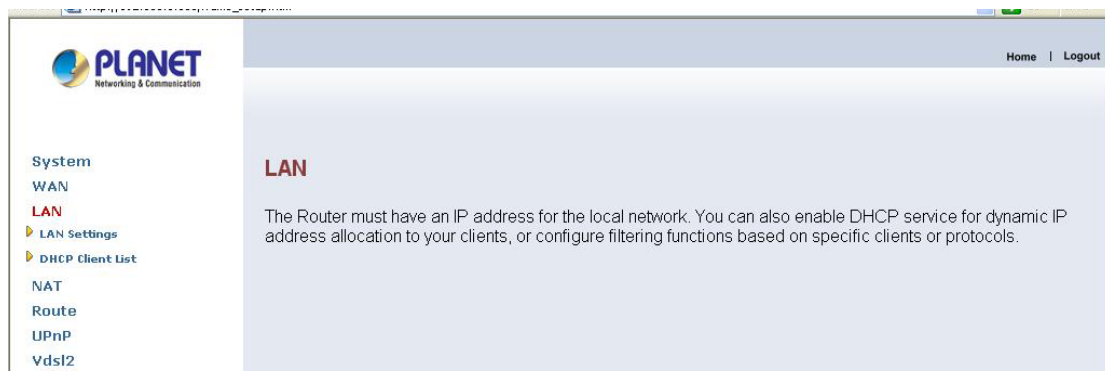 PLANET
Networking & Communication
Home | Logout
System
WAN
LAN
LAN Settings
DHCP Client List
NAT
Route
UPnP
Vdsl2
LAN
The Router must have an IP address for the local network. You can also enable DHCP service for dynamic IP
address allocation to your clients, or configure filtering functions based on specific clients or protocols.